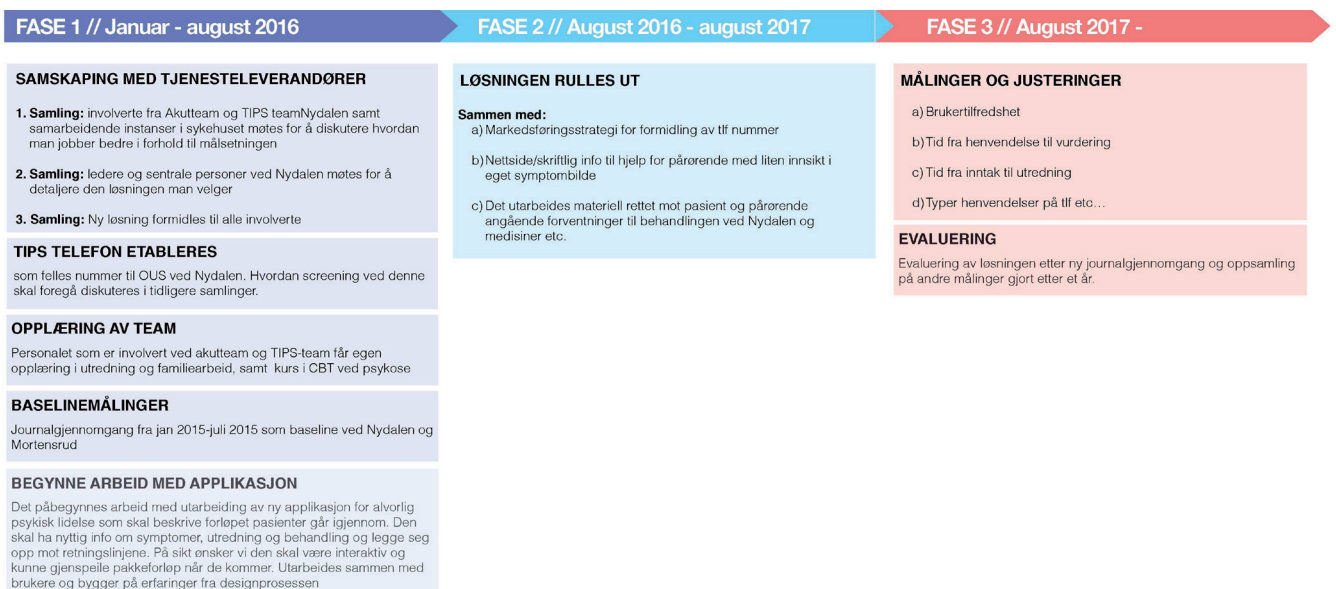 FASE 1 // Januar - august 2016
SAMSKAPING MED TJENESTELEVERANDØRER
1. Samling: involverte fra Akutteam og TIPS teamNydalen samt
samarbeidende instanser i sykehuset møtes for å diskutere hvordan
man jobber bedre i forhold til målsetningen
2. Samling: ledere og sentrale personer ved Nydalen møtes for å
detaljere den løsningen man velger
3. Samling: Ny løsning formidles til alle involverte
TIPS TELEFON ETABLERES
som felles nummer til OUS ved Nydalen. Hvordan screening ved denne
skal foregå diskuteres i tidligere samlinger.
OPPLÆRING AV TEAM
Personalet som er involvert ved akutteam og TIPS-team får egen
opplæring i utredning og familiearbeid, samt kurs i CBT ved psykose
BASELINEMÅLINGER
Journalgjennomgang fra jan 2015-juli 2015 som baseline ved Nydalen og
Mortensrud
BEGYNNE ARBEID MED APPLIKASJON
Det påbegynnes arbeid med utarbeiding av ny applikasjon for alvorlig
psykisk lidelse som skal beskrive forløpet pasienter går igjennom. Den
skal ha nyttig info om symptomer, utredning og behandling og legge seg
opp mot retningslinjene. På sikt ønsker vi den skal være interaktiv og
kunne gjenspeile pakkeforløp når de kommer. Utarbeides sammen med
brukere og bygger på erfaringer fra designprosessen
FASE 2 // August 2016 - august 2017
LØSNINGEN RULLES UT
Sammen med:
a) Markedsføringsstrategi for formidling av tlf nummer
b) Nettside/skriftlig info til hjelp for pårørende med liten innsikt i
eget symptombilde
c) Det utarbeides materiell rettet mot pasient og pårørende
angående forventninger til behandlingen ved Nydalen og
medisiner etc.
FASE 3 // August 2017 -
MÅLINGER OG JUSTERINGER
a) Brukertilfredshet
b) Tid fra henvendelse til vurdering
c) Tid fra inntak til utredning
d) Typer henvendelser på tlf etc…
EVALUERING
Evaluering av løsningen etter ny journalgjennomgang og oppsamling
på andre målinger gjort etter et år.